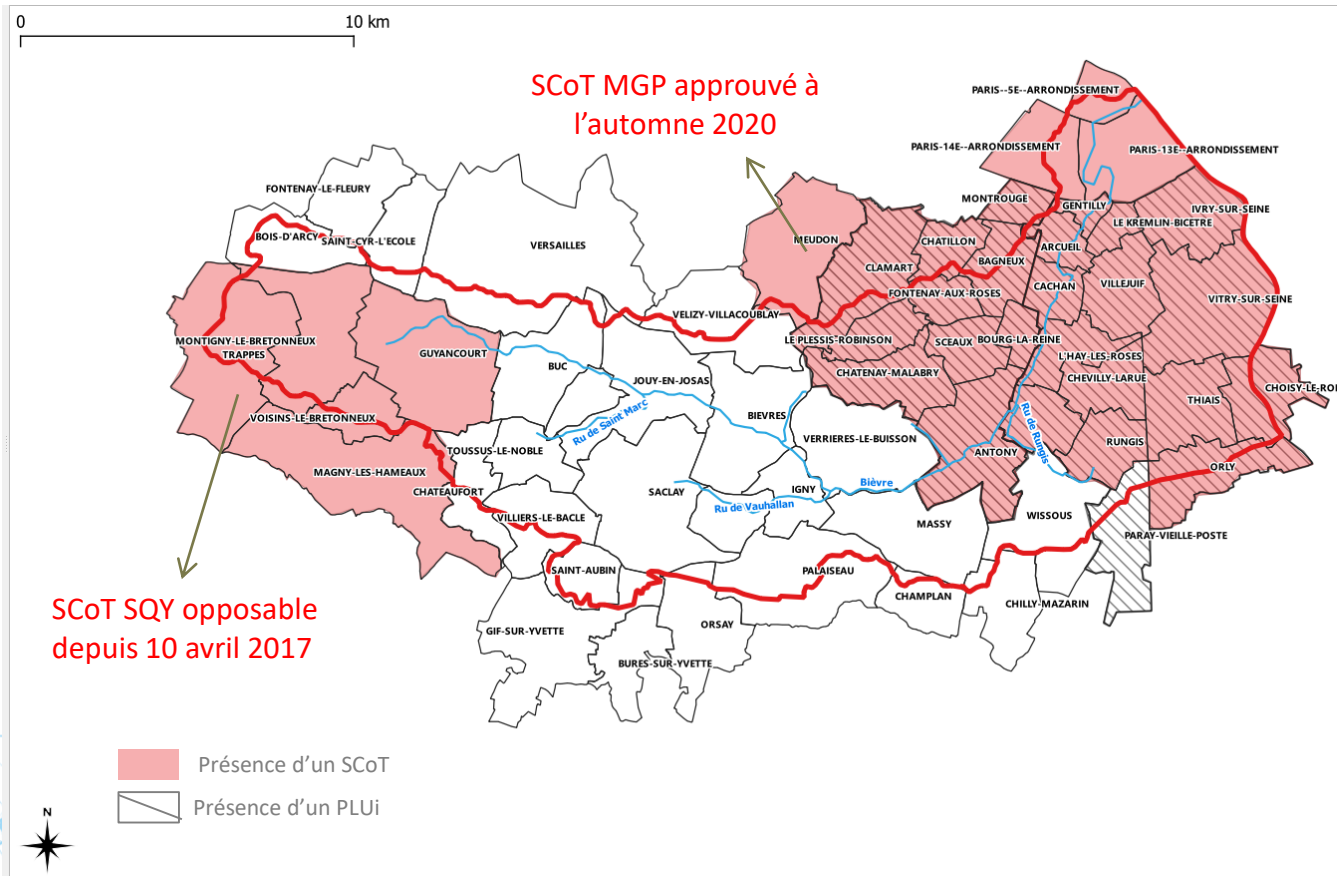 0
10 km
SCoT MGP approuvé à
l’automne 2020
PARIS--5E--ARRONDISSEMENT
PARIS-14E--ARRONDISSEMENT
PARIS-13E--ARRONDISSEMENT
FONTENAY-LE-FLEURY
MONTROUGE
GENTILLY
IVRY-SUR-SEINE
LE KREMLIN-BICETRE
BOIS-D'ARCY
SAINT-CYR-L'ECOLE
VERSAILLES
MEUDON
CHATILLON
ARCUEIL
CLAMART
BAGNEUX
CACHAN
VILLEJUIF
FONTENAY-AUX-ROSES
VITRY-SUR-SEINE
VELIZY-VILLACOUBLAY
MONTIGNY-LE-BRETONNEUX
TRAPPES
GUYANCOURT
LE PLESSIS-ROBINSON
SCEAUX
BOURG-LA-REINE
L'HAY-LES-ROSES
BUC
JOUY-EN-JOSAS
CHATENAY-MALABRY
CHEVILLY-LARUE
CHOISY-LE-ROI
THIAIS
VOISINS-LE-BRETONNEUX
Ru de Saint Marc
BIEVRES
VERRIERES-LE-BUISSON
Ru de Rungis
RUNGIS
TOUSSUS-LE-NOBLE
ANTONY
ORLY
MAGNY-LES-HAMEAUX
CHATEAUFORT
SACLAY
IGNY
Bièvre
VILLIERS-LE-BACLE
Ru de Vauhallan
MASSY
WISSOUS
PARAY-VIEILLE-POSTE
SAINT-AUBIN
PALAISEAU
CHAMPLAN
CHILLY-MAZARIN
SCoT SQY opposable
depuis 10 avril 2017
GIF-SUR-YVETTE
ORSAY
BURES-SUR-YVETTE
Présence d’un SCoT
Présence d’un PLUi
N